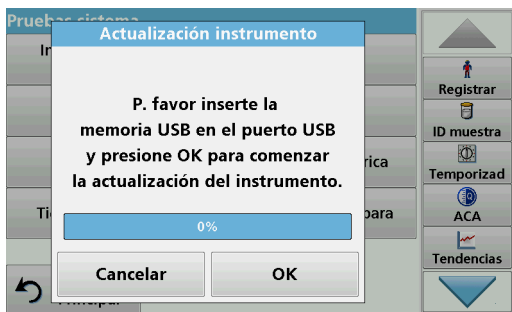 Pruebas sistema
Actualización instrumento
P. favor inserte la
memoria USB en el puerto USB
y presione OK para comenzar
la actualización del instrumento.
0%
Cancelar
OK
Principal
Registrar
ID muestra
Temporizad
ACA
Tendencias